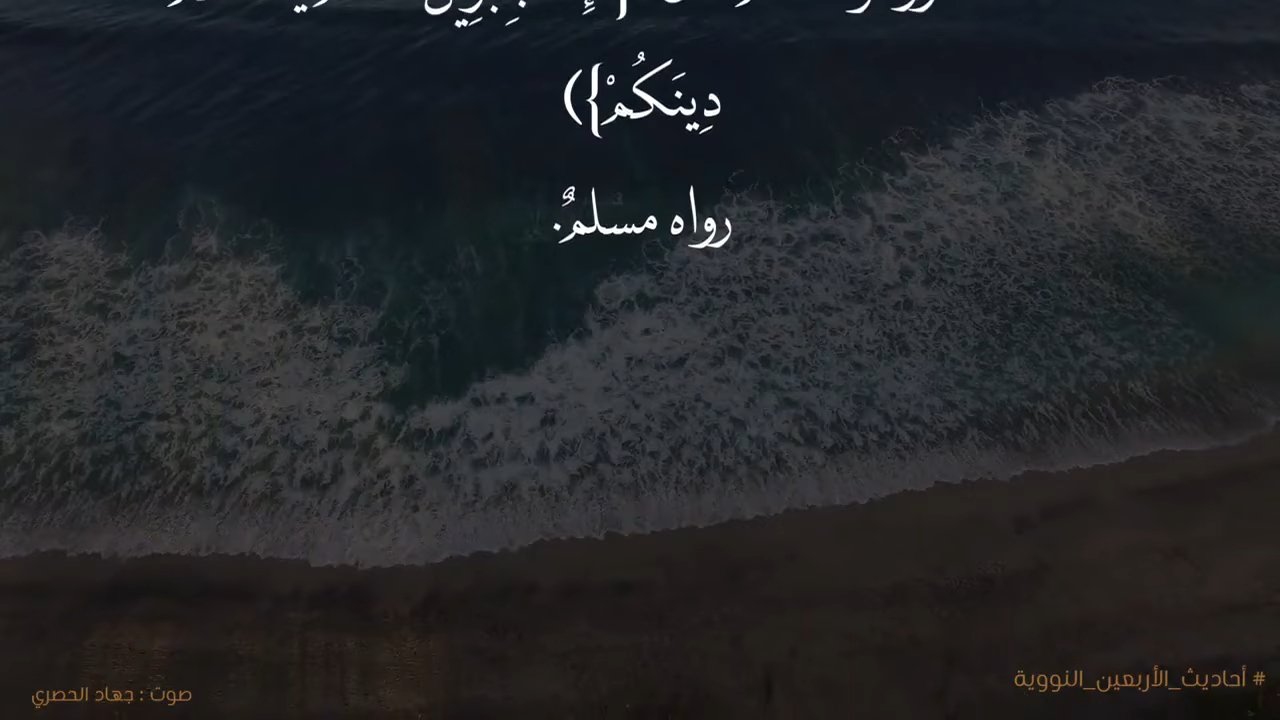 دِينَكُمْ})
رواه مسلمٌ.
# أحاديث_الأربعين_النووية
صوت : جهاد الحصري